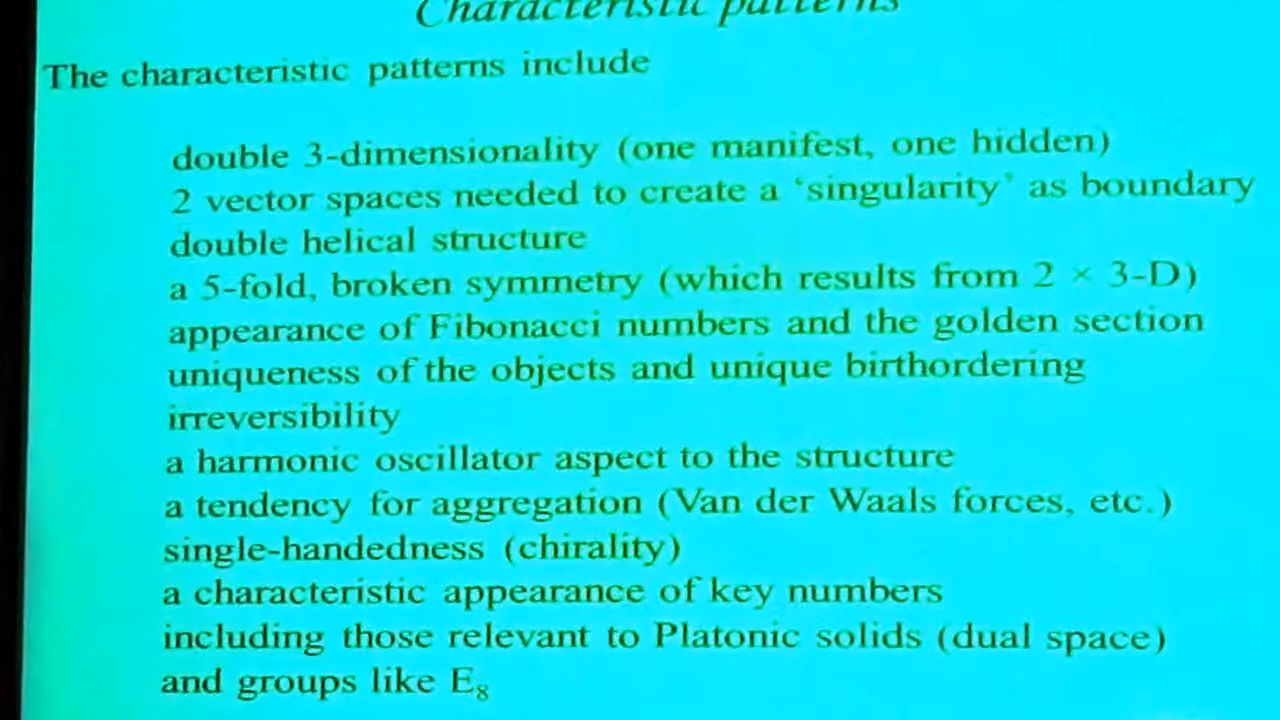 Characteristic patterns
The characteristic patterns include
double 3-dimensionality (one manifest, one hidden)
2 vector spaces needed to create a ‘singularity’ as boundary
double helical structure
a 5-fold, broken symmetry (which results from 2 × 3-D)
appearance of Fibonacci numbers and the golden section
uniqueness of the objects and unique birthordering
irreversibility
a harmonic oscillator aspect to the structure
a tendency for aggregation (Van der Waals forces, etc.)
single-handedness (chirality)
a characteristic appearance of key numbers
including those relevant to Platonic solids (dual space)
and groups like E₈